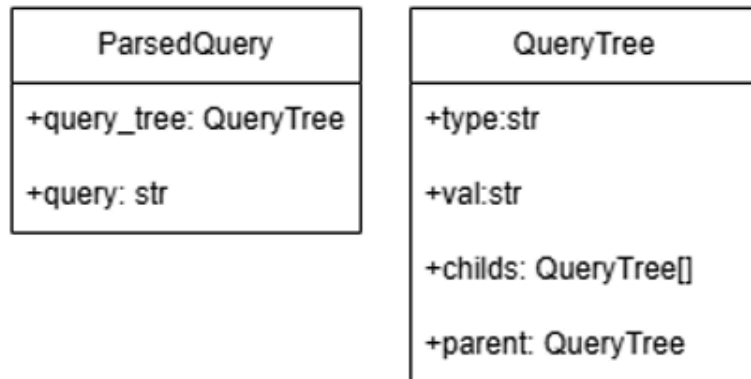 ParsedQuery
+query_tree: QueryTree
+query: str
QueryTree
+type:str
+val:str
+childs: QueryTree[]
+parent: QueryTree